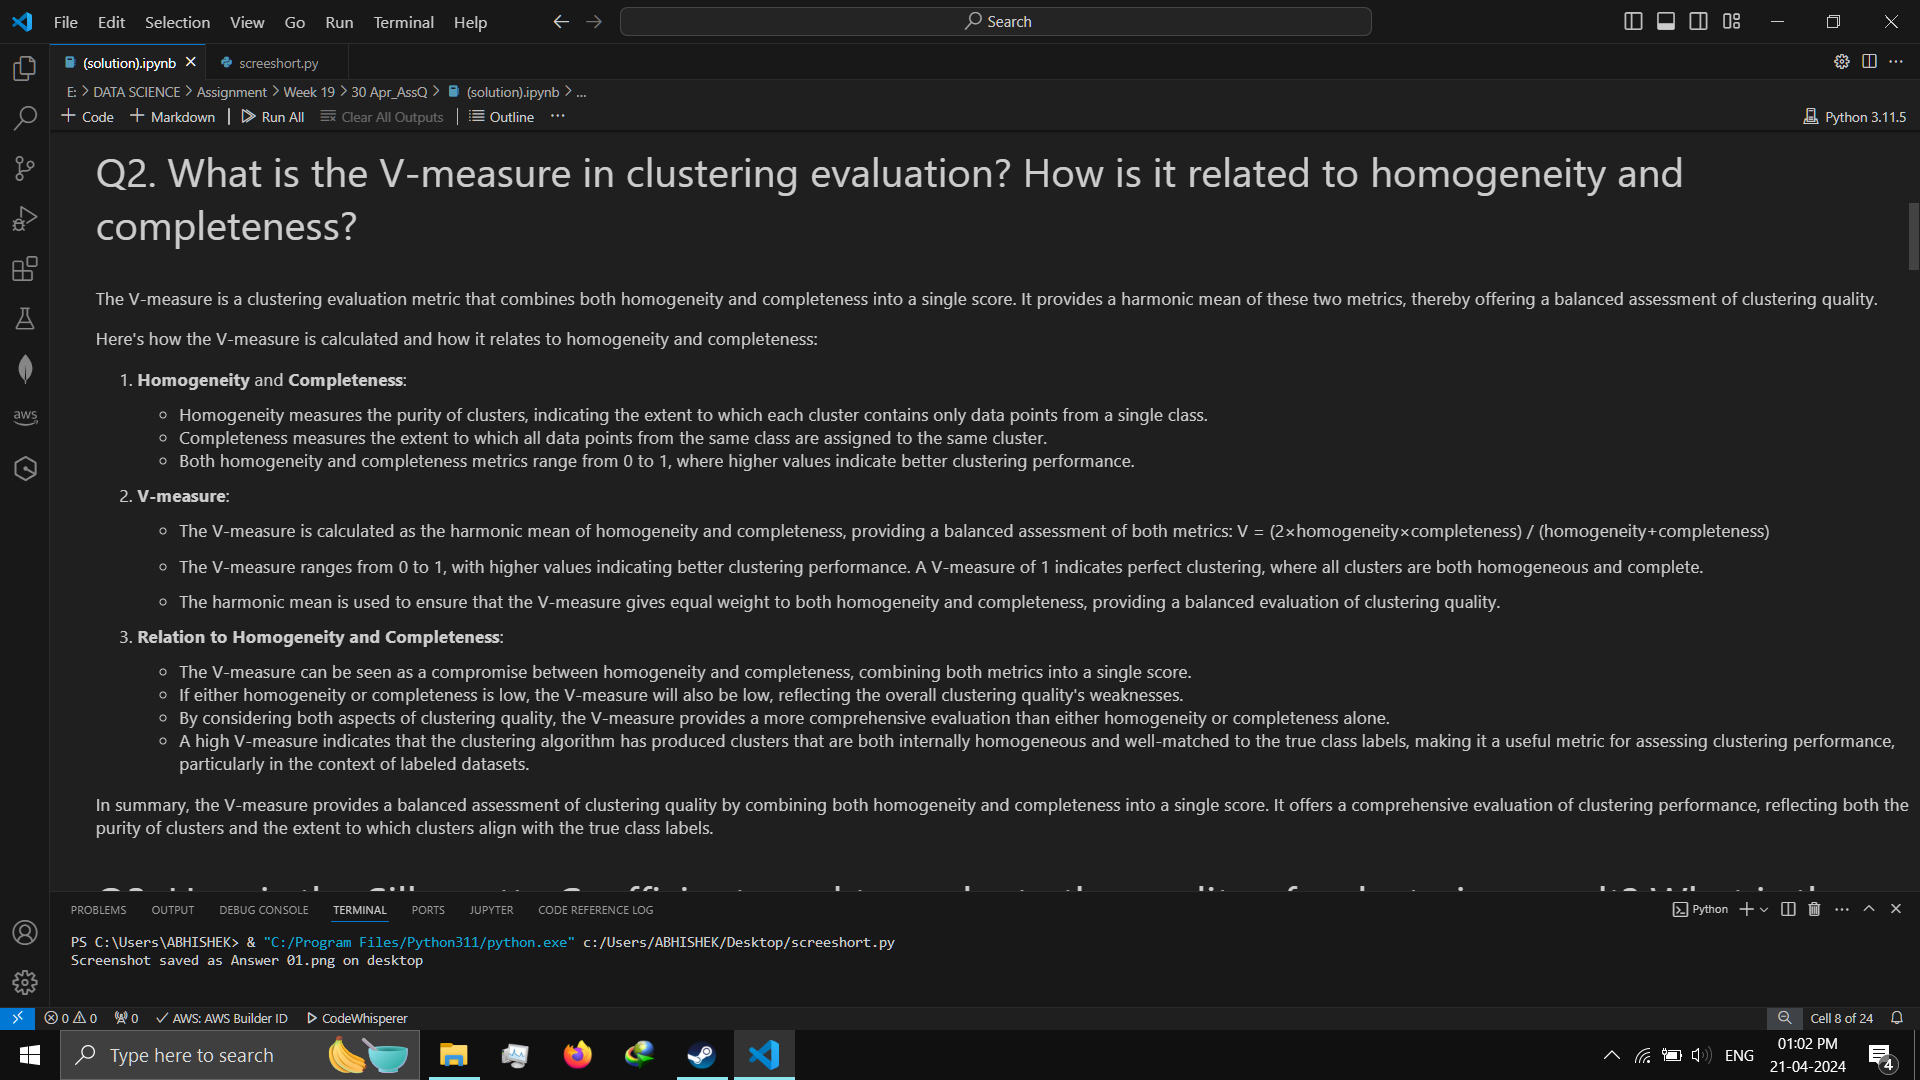 File Edit Selection View Go Run Terminal Help
Search
(solution).ipynb
screeshort.py
E: > DATA SCIENCE > Assignment > Week 19 > 30 Apr_AssQ > (solution).ipynb > ...
+ Code + Markdown | Run All Clear All Outputs | Outline ... Python 3.11.5
Q2. What is the V-measure in clustering evaluation? How is it related to homogeneity and
completeness?
The V-measure is a clustering evaluation metric that combines both homogeneity and completeness into a single score. It provides a harmonic mean of these two metrics, thereby offering a balanced assessment of clustering quality.
Here's how the V-measure is calculated and how it relates to homogeneity and completeness:
1. Homogeneity and Completeness:
Homogeneity measures the purity of clusters, indicating the extent to which each cluster contains only data points from a single class.
Completeness measures the extent to which all data points from the same class are assigned to the same cluster.
Both homogeneity and completeness metrics range from 0 to 1, where higher values indicate better clustering performance.
2. V-measure:
The V-measure is calculated as the harmonic mean of homogeneity and completeness, providing a balanced assessment of both metrics: V = (2×homogeneity×completeness) / (homogeneity+completeness)
The V-measure ranges from 0 to 1, with higher values indicating better clustering performance. A V-measure of 1 indicates perfect clustering, where all clusters are both homogeneous and complete.
The harmonic mean is used to ensure that the V-measure gives equal weight to both homogeneity and completeness, providing a balanced evaluation of clustering quality.
3. Relation to Homogeneity and Completeness:
The V-measure can be seen as a compromise between homogeneity and completeness, combining both metrics into a single score.
If either homogeneity or completeness is low, the V-measure will also be low, reflecting the overall clustering quality's weaknesses.
By considering both aspects of clustering quality, the V-measure provides a more comprehensive evaluation than either homogeneity or completeness alone.
A high V-measure indicates that the clustering algorithm has produced clusters that are both internally homogeneous and well-matched to the true class labels, making it a useful metric for assessing clustering performance,
particularly in the context of labeled datasets.
In summary, the V-measure provides a balanced assessment of clustering quality by combining both homogeneity and completeness into a single score. It offers a comprehensive evaluation of clustering performance, reflecting both the
purity of clusters and the extent to which clusters align with the true class labels.
PROBLEMS OUTPUT DEBUG CONSOLE TERMINAL PORTS JUPYTER CODE REFERENCE LOG Python
PS C:\Users\ABHISHEK> & "C:/Program Files/Python311/python.exe" c:/Users/ABHISHEK/Desktop/screeshort.py
Screenshot saved as Answer 01.png on desktop
aws
0 0 0 AWS: AWS Builder ID CodeWhisperer Cell 8 of 24
Type here to search
ENG
01:02 PM
21-04-2024
4